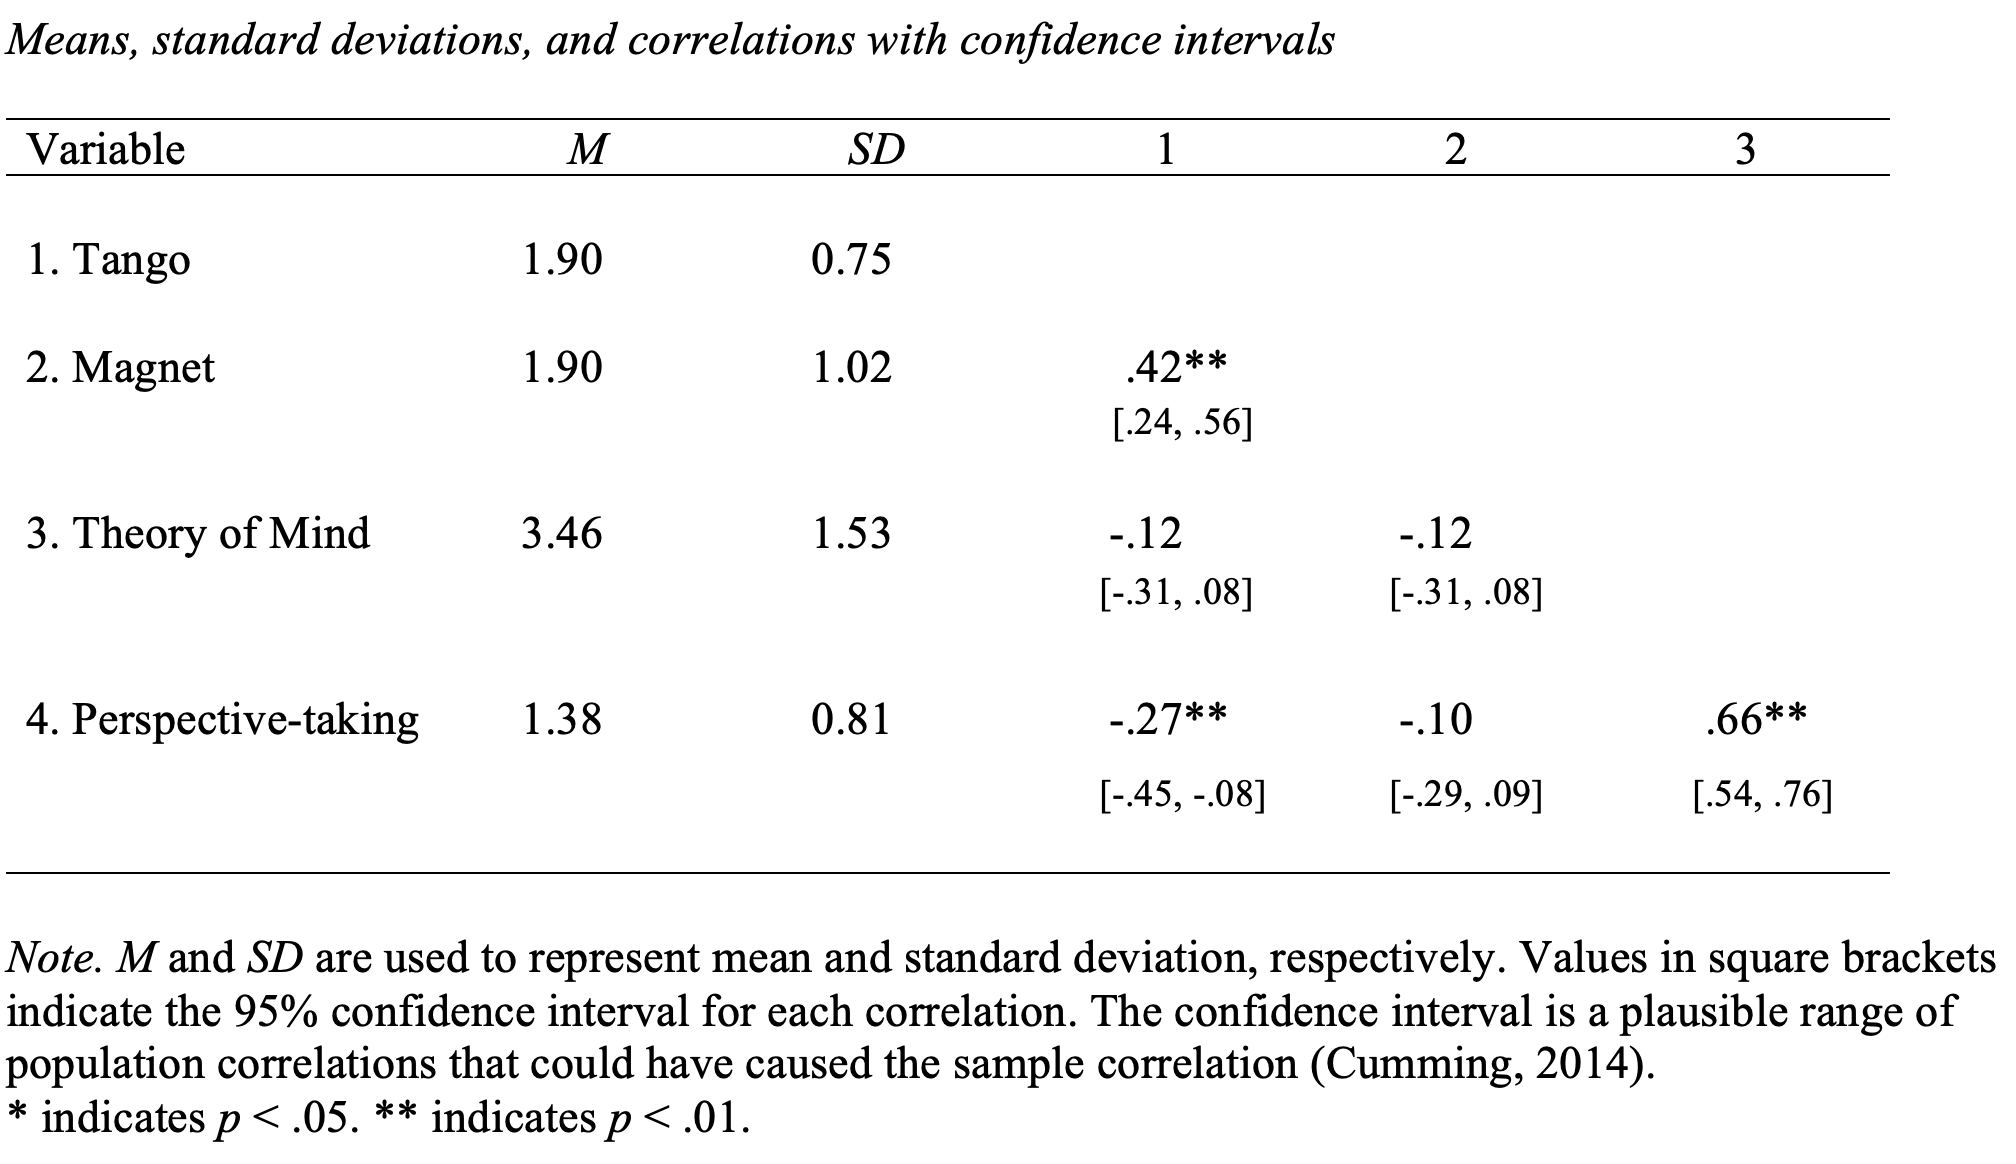 Means, standard deviations, and correlations with confidence intervals
Variable M SD 1 2 3
1. Tango 1.90 0.75
2. Magnet 1.90 1.02 .42**
[.24, .56]
3. Theory of Mind 3.46 1.53 -.12 -.12
[-.31, .08] [-.31, .08]
4. Perspective-taking 1.38 0.81 -.27** -.10 .66**
[-.45, -.08] [-.29, .09] [.54, .76]
Note. M and SD are used to represent mean and standard deviation, respectively. Values in square brackets
indicate the 95% confidence interval for each correlation. The confidence interval is a plausible range of
population correlations that could have caused the sample correlation (Cumming, 2014).
* indicates p < .05. ** indicates p < .01.